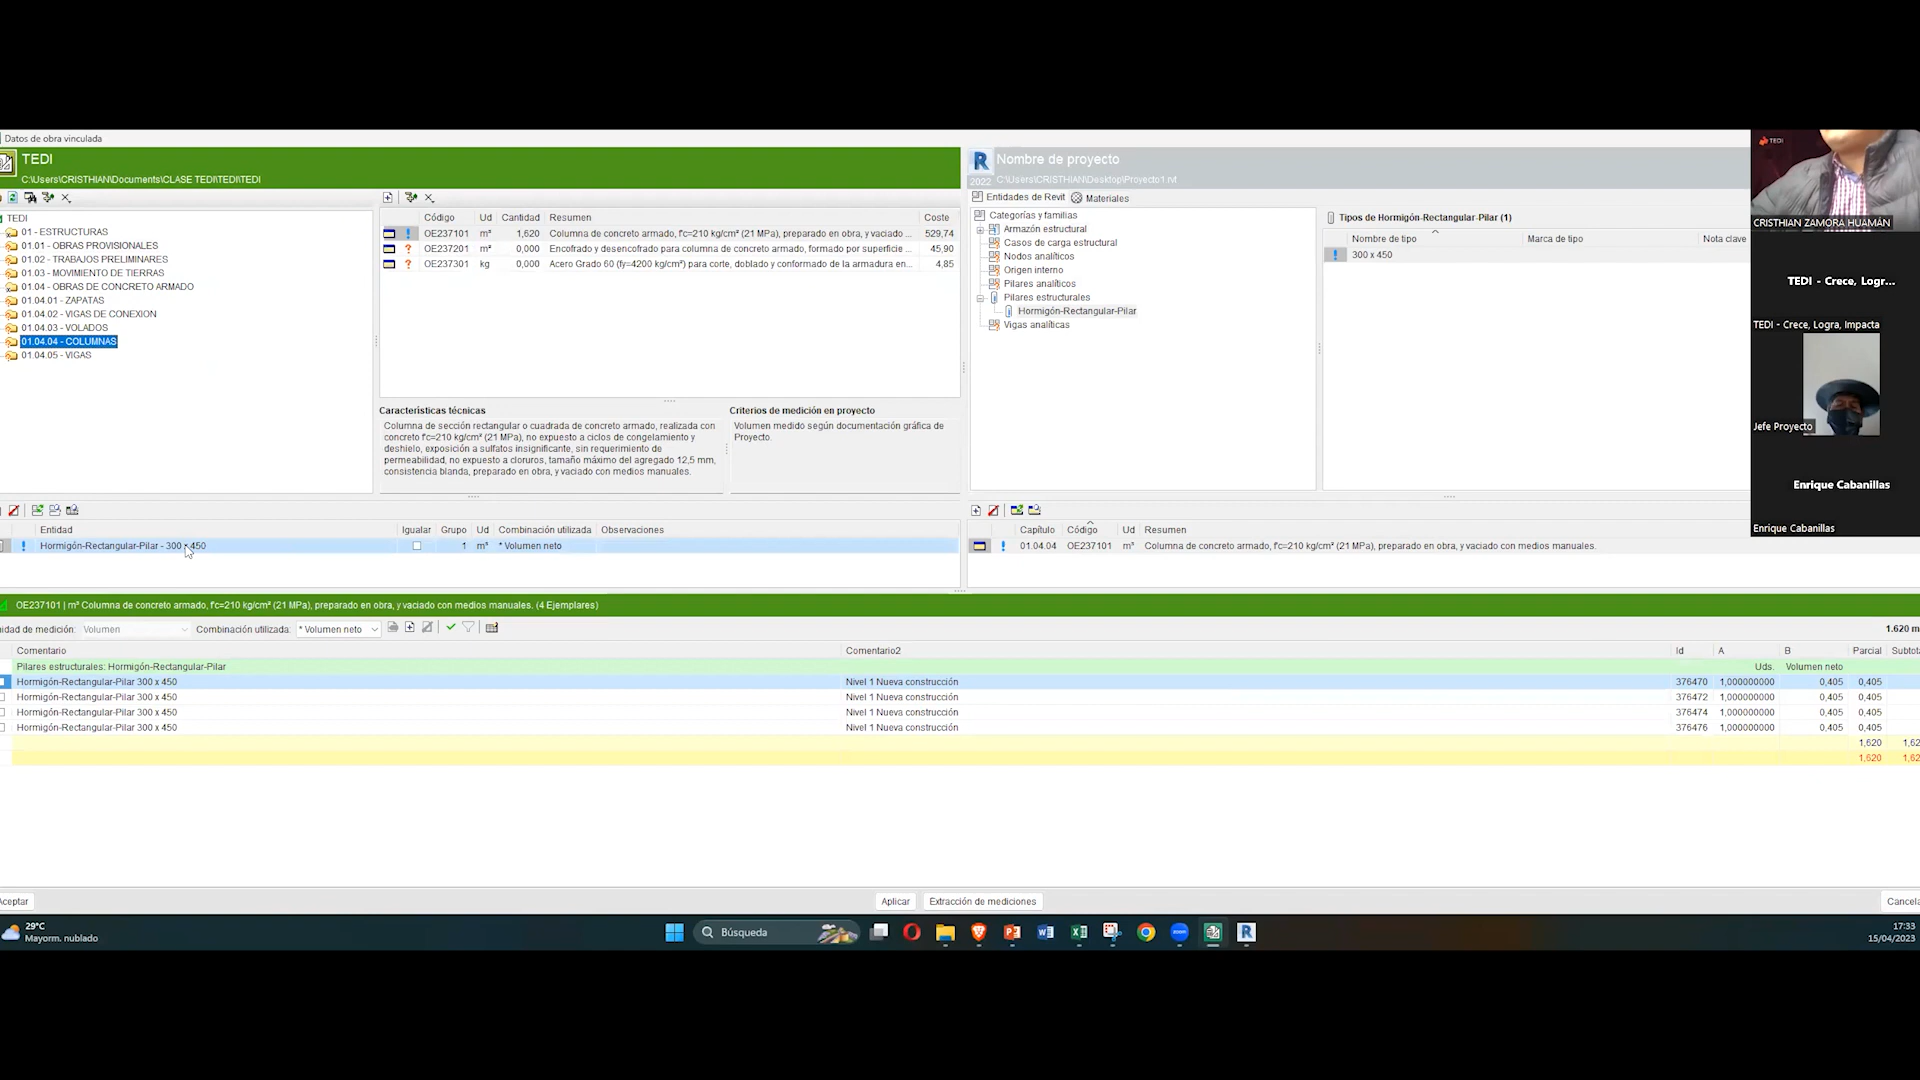 Datos de obra vinculada
TEDI
C:\Users\CRISTHIAN\Documents\CLASE TEDI\TEDI\TEDI
TEDI
01 - ESTRUCTURAS
01.01 - OBRAS PROVISIONALES
01.02 - TRABAJOS PRELIMINARES
01.03 - MOVIMIENTO DE TIERRAS
01.04 - OBRAS DE CONCRETO ARMADO
01.04.01 - ZAPATAS
01.04.02 - VIGAS DE CONEXION
01.04.03 - VOLADOS
01.04.04 - COLUMNAS
01.04.05 - VIGAS
Código Ud Cantidad Resumen Coste
OE237101 m³ 1,620 Columna de concreto armado, f'c=210 kg/cm² (21 MPa), preparado en obra, y vaciado ... 529,74
OE237201 m² 0,000 Encofrado y desencofrado para columna de concreto armado, formado por superficie ... 45,90
OE237301 kg 0,000 Acero Grado 60 (fy=4200 kg/cm²) para corte, doblado y conformado de la armadura en... 4,85
Características técnicas
Columna de sección rectangular o cuadrada de concreto armado, realizada con
concreto f'c=210 kg/cm² (21 MPa), no expuesto a ciclos de congelamiento y
deshielo, exposición a sulfatos insignificante, sin requerimiento de
permeabilidad, no expuesto a cloruros, tamaño máximo del agregado 12,5 mm,
consistencia blanda, preparado en obra, y vaciado con medios manuales.
Criterios de medición en proyecto
Volumen medido según documentación gráfica de
Proyecto.
R 2022
Nombre de proyecto
C:\Users\CRISTHIAN\Desktop\Proyecto1.rvt
Entidades de Revit Materiales
Categorías y familias
Armazón estructural
Casos de carga estructural
Nodos analíticos
Origen interno
Pilares analíticos
Pilares estructurales
Hormigón-Rectangular-Pilar
Vigas analíticas
Tipos de Hormigón-Rectangular-Pilar (1)
Nombre de tipo Marca de tipo Nota clave
300 x 450
TEDI
CRISTHIAN ZAMORA HUAMÁN
TEDI - Crece, Logr...
TEDI - Crece, Logra, Impacta
Jefe Proyecto
Enrique Cabanillas
Enrique Cabanillas
Entidad Igualar Grupo Ud Combinación utilizada Observaciones
Hormigón-Rectangular-Pilar - 300 x 450 1 m³ * Volumen neto
Capítulo Código Ud Resumen
01.04.04 OE237101 m³ Columna de concreto armado, f'c=210 kg/cm² (21 MPa), preparado en obra, y vaciado con medios manuales.
OE237101 | m³ Columna de concreto armado, f'c=210 kg/cm² (21 MPa), preparado en obra, y vaciado con medios manuales. (4 Ejemplares)
idad de medición: Volumen Combinación utilizada: * Volumen neto 1.620 m
Comentario Comentario2 Id A B Parcial Subtota
Pilares estructurales: Hormigón-Rectangular-Pilar Uds. Volumen neto
Hormigón-Rectangular-Pilar 300 x 450 Nivel 1 Nueva construcción 376470 1,000000000 0,405 0,405
Hormigón-Rectangular-Pilar 300 x 450 Nivel 1 Nueva construcción 376472 1,000000000 0,405 0,405
Hormigón-Rectangular-Pilar 300 x 450 Nivel 1 Nueva construcción 376474 1,000000000 0,405 0,405
Hormigón-Rectangular-Pilar 300 x 450 Nivel 1 Nueva construcción 376476 1,000000000 0,405 0,405
1,620 1,62
1,620 1,62
Aceptar Aplicar Extracción de mediciones Cancela
29°C
Mayorm. nublado
Búsqueda
17:33
15/04/2023